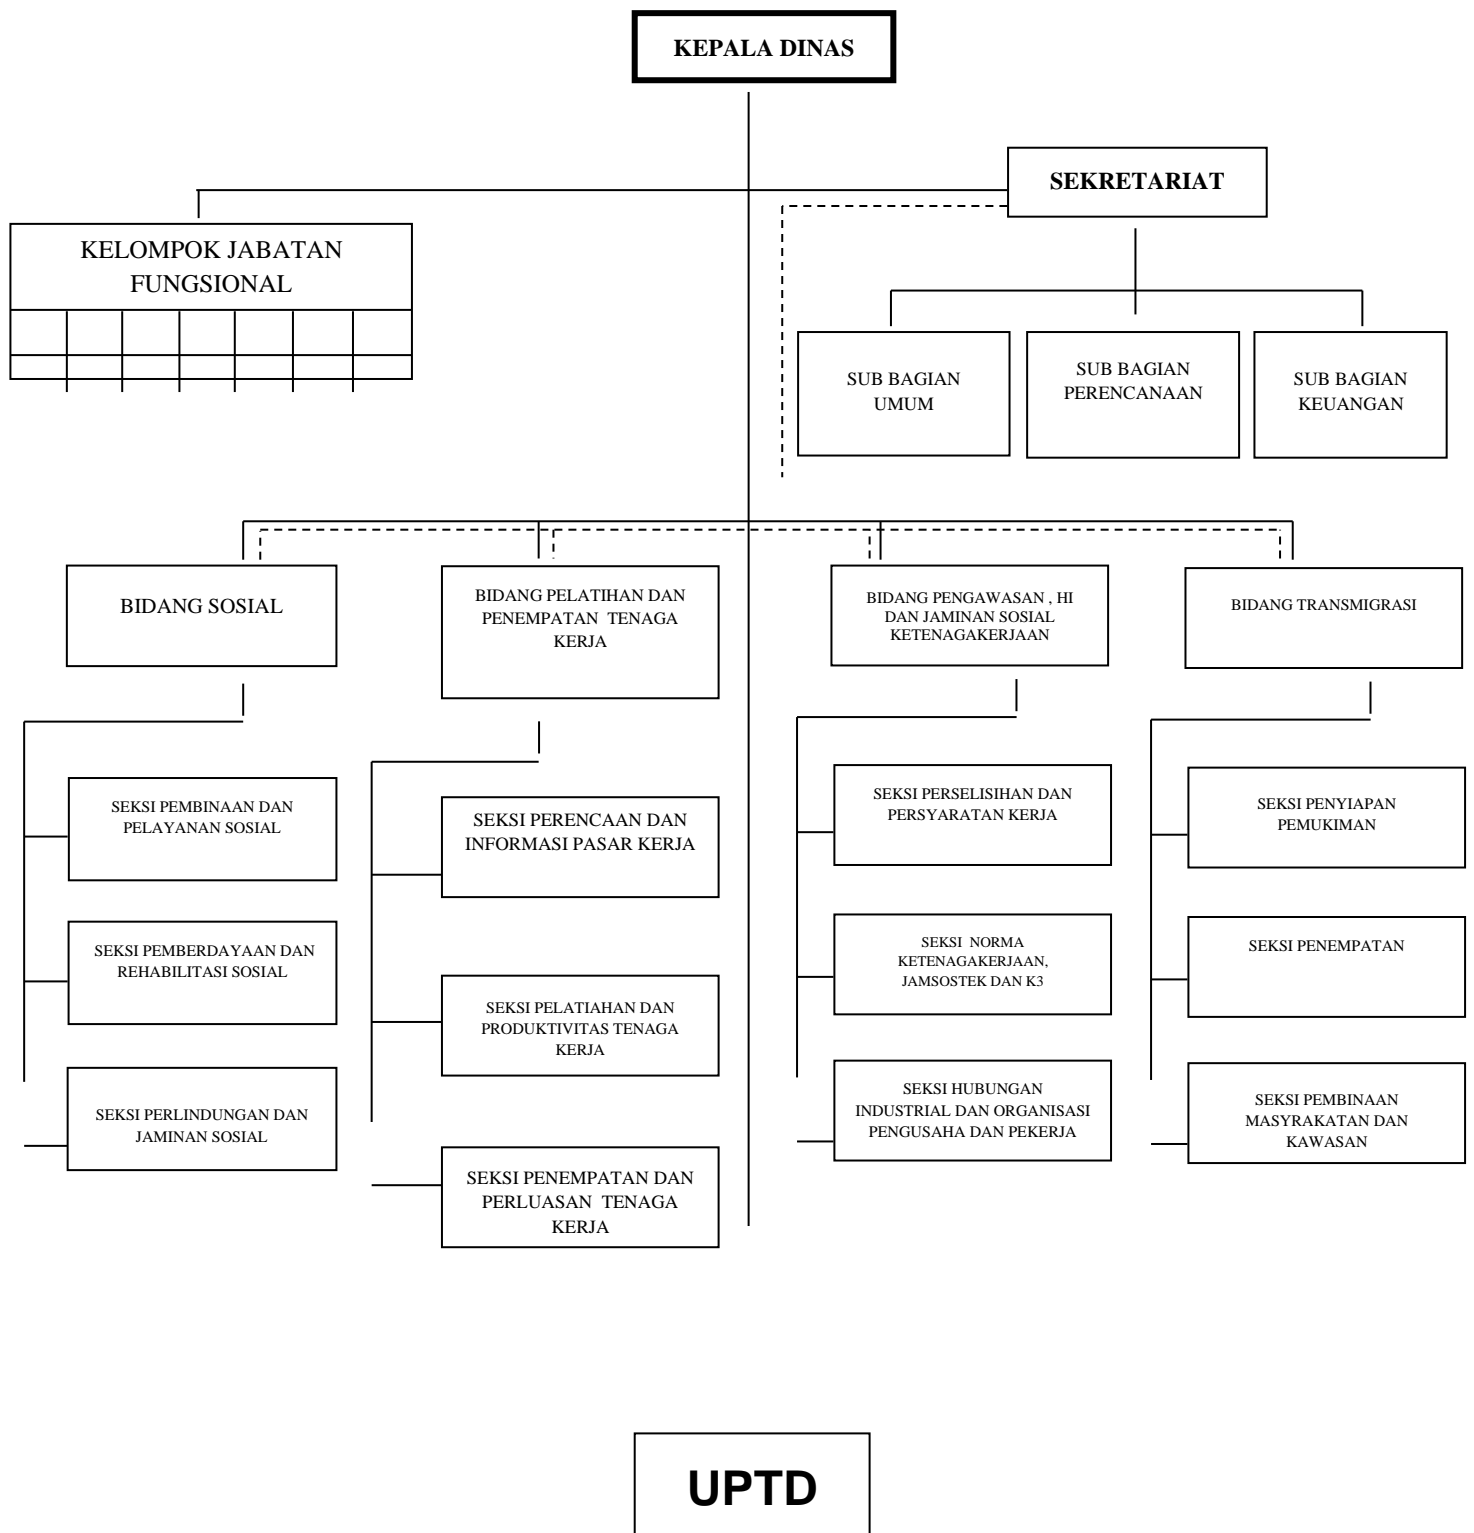 KEPALA DINAS
SEKRETARIAT
KELOMPOK JABATAN
FUNGSIONAL
SUB BAGIAN
UMUM
SUB BAGIAN
PERENCANAAN
SUB BAGIAN
KEUANGAN
BIDANG SOSIAL
BIDANG PELATIHAN DAN
PENEMPATAN TENAGA
KERJA
BIDANG PENGAWASAN , HI
DAN JAMINAN SOSIAL
KETENAGAKERJAAN
BIDANG TRANSMIGRASI
SEKSI PEMBINAAN DAN
PELAYANAN SOSIAL
SEKSI PEMBERDAYAAN DAN
REHABILITASI SOSIAL
SEKSI PERLINDUNGAN DAN
JAMINAN SOSIAL
SEKSI PERENCAAN DAN
INFORMASI PASAR KERJA
SEKSI PELATIAHAN DAN
PRODUKTIVITAS TENAGA
KERJA
SEKSI PENEMPATAN DAN
PERLUASAN TENAGA
KERJA
SEKSI PERSELISIHAN DAN
PERSYARATAN KERJA
SEKSI NORMA
KETENAGAKERJAAN,
JAMSOSTEK DAN K3
SEKSI HUBUNGAN
INDUSTRIAL DAN ORGANISASI
PENGUSAHA DAN PEKERJA
SEKSI PENYIAPAN
PEMUKIMAN
SEKSI PENEMPATAN
SEKSI PEMBINAAN
MASYRAKATAN DAN
KAWASAN
UPTD